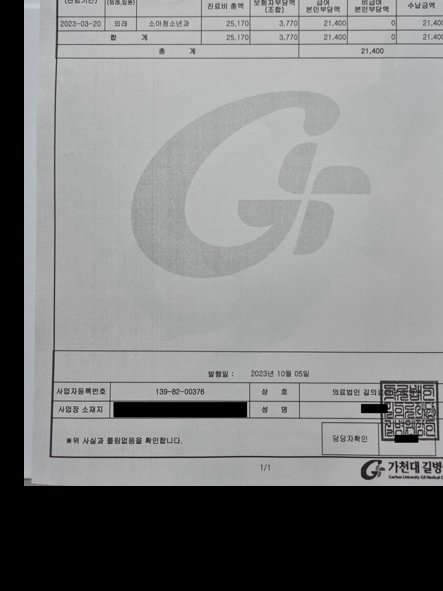 (진료기간) (외래,입원) 진료비 총액 보험자부담액 (조합) 급여 본인부담액 비급여 본인부담액 수납금액
2023-03-20 외래 소아청소년과 25,170 3,770 21,400 0 21,400
합 계 25,170 3,770 21,400 0 21,400
총 계 21,400
발행일 : 2023년 10월 05일
사업자등록번호 139-82-00376 상 호 의료법인 길의료
사업장 소재지 성 명
※위 사실과 틀림없음을 확인합니다. 담당자확인
1/1
가천대 길병
Gachon University Gil Medical